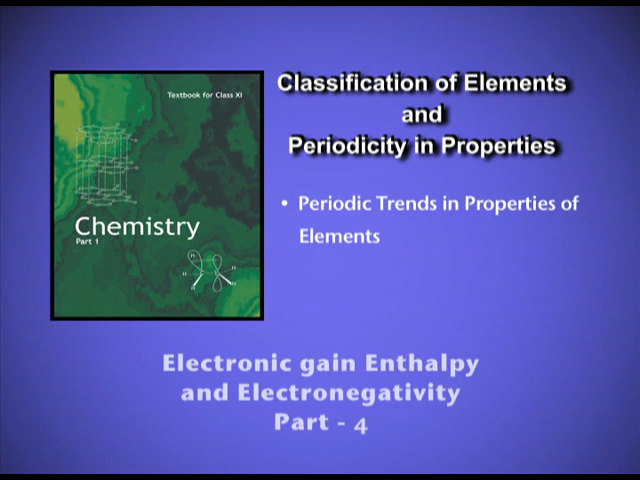 Textbook for Class XI
Chemistry
Part 1
H
H
H
H
Classification of Elements
and
Periodicity in Properties
• Periodic Trends in Properties of
Elements
Electronic gain Enthalpy
and Electronegativity
Part - 4